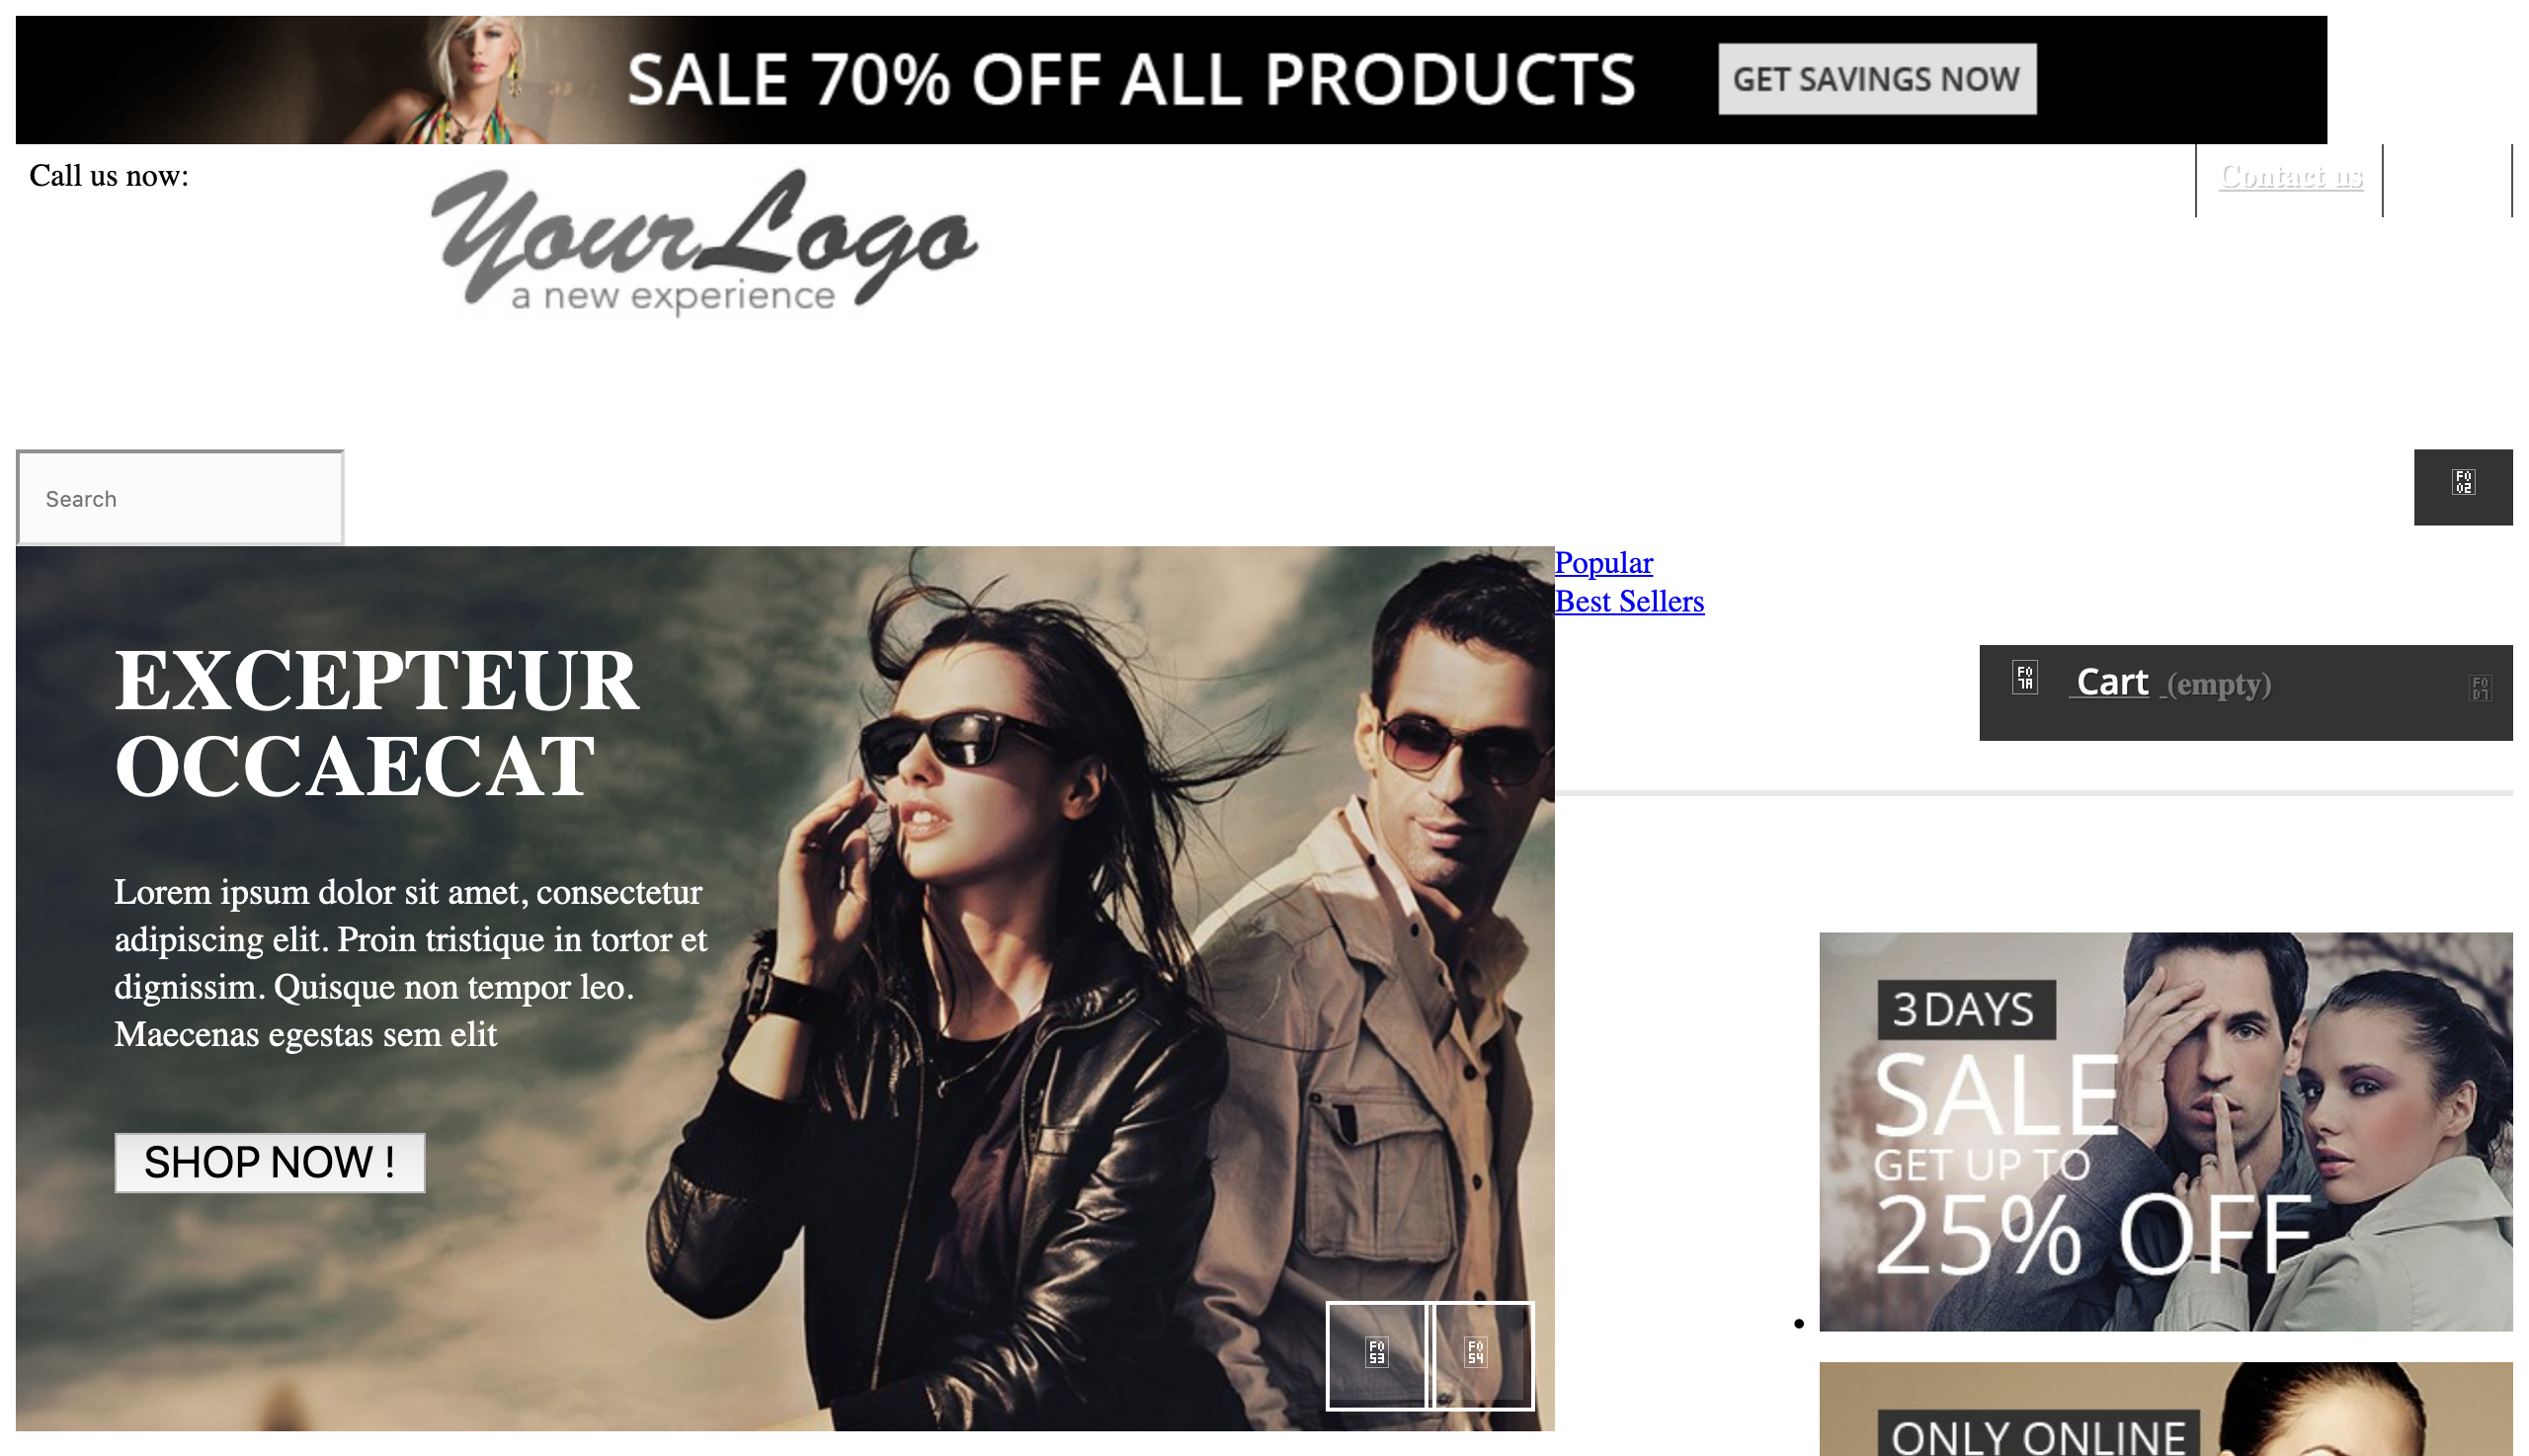 SALE 70% OFF ALL PRODUCTS
GET SAVINGS NOW
Call us now:
Contact us
YourLogo
a new experience
Search
Popular
Best Sellers
Cart (empty)
EXCEPTEUR
OCCAECAT
Lorem ipsum dolor sit amet, consectetur
adipiscing elit. Proin tristique in tortor et
dignissim. Quisque non tempor leo.
Maecenas egestas sem elit
SHOP NOW !
3 DAYS
SALE
GET UP TO
25% OFF
ONLY ONLINE